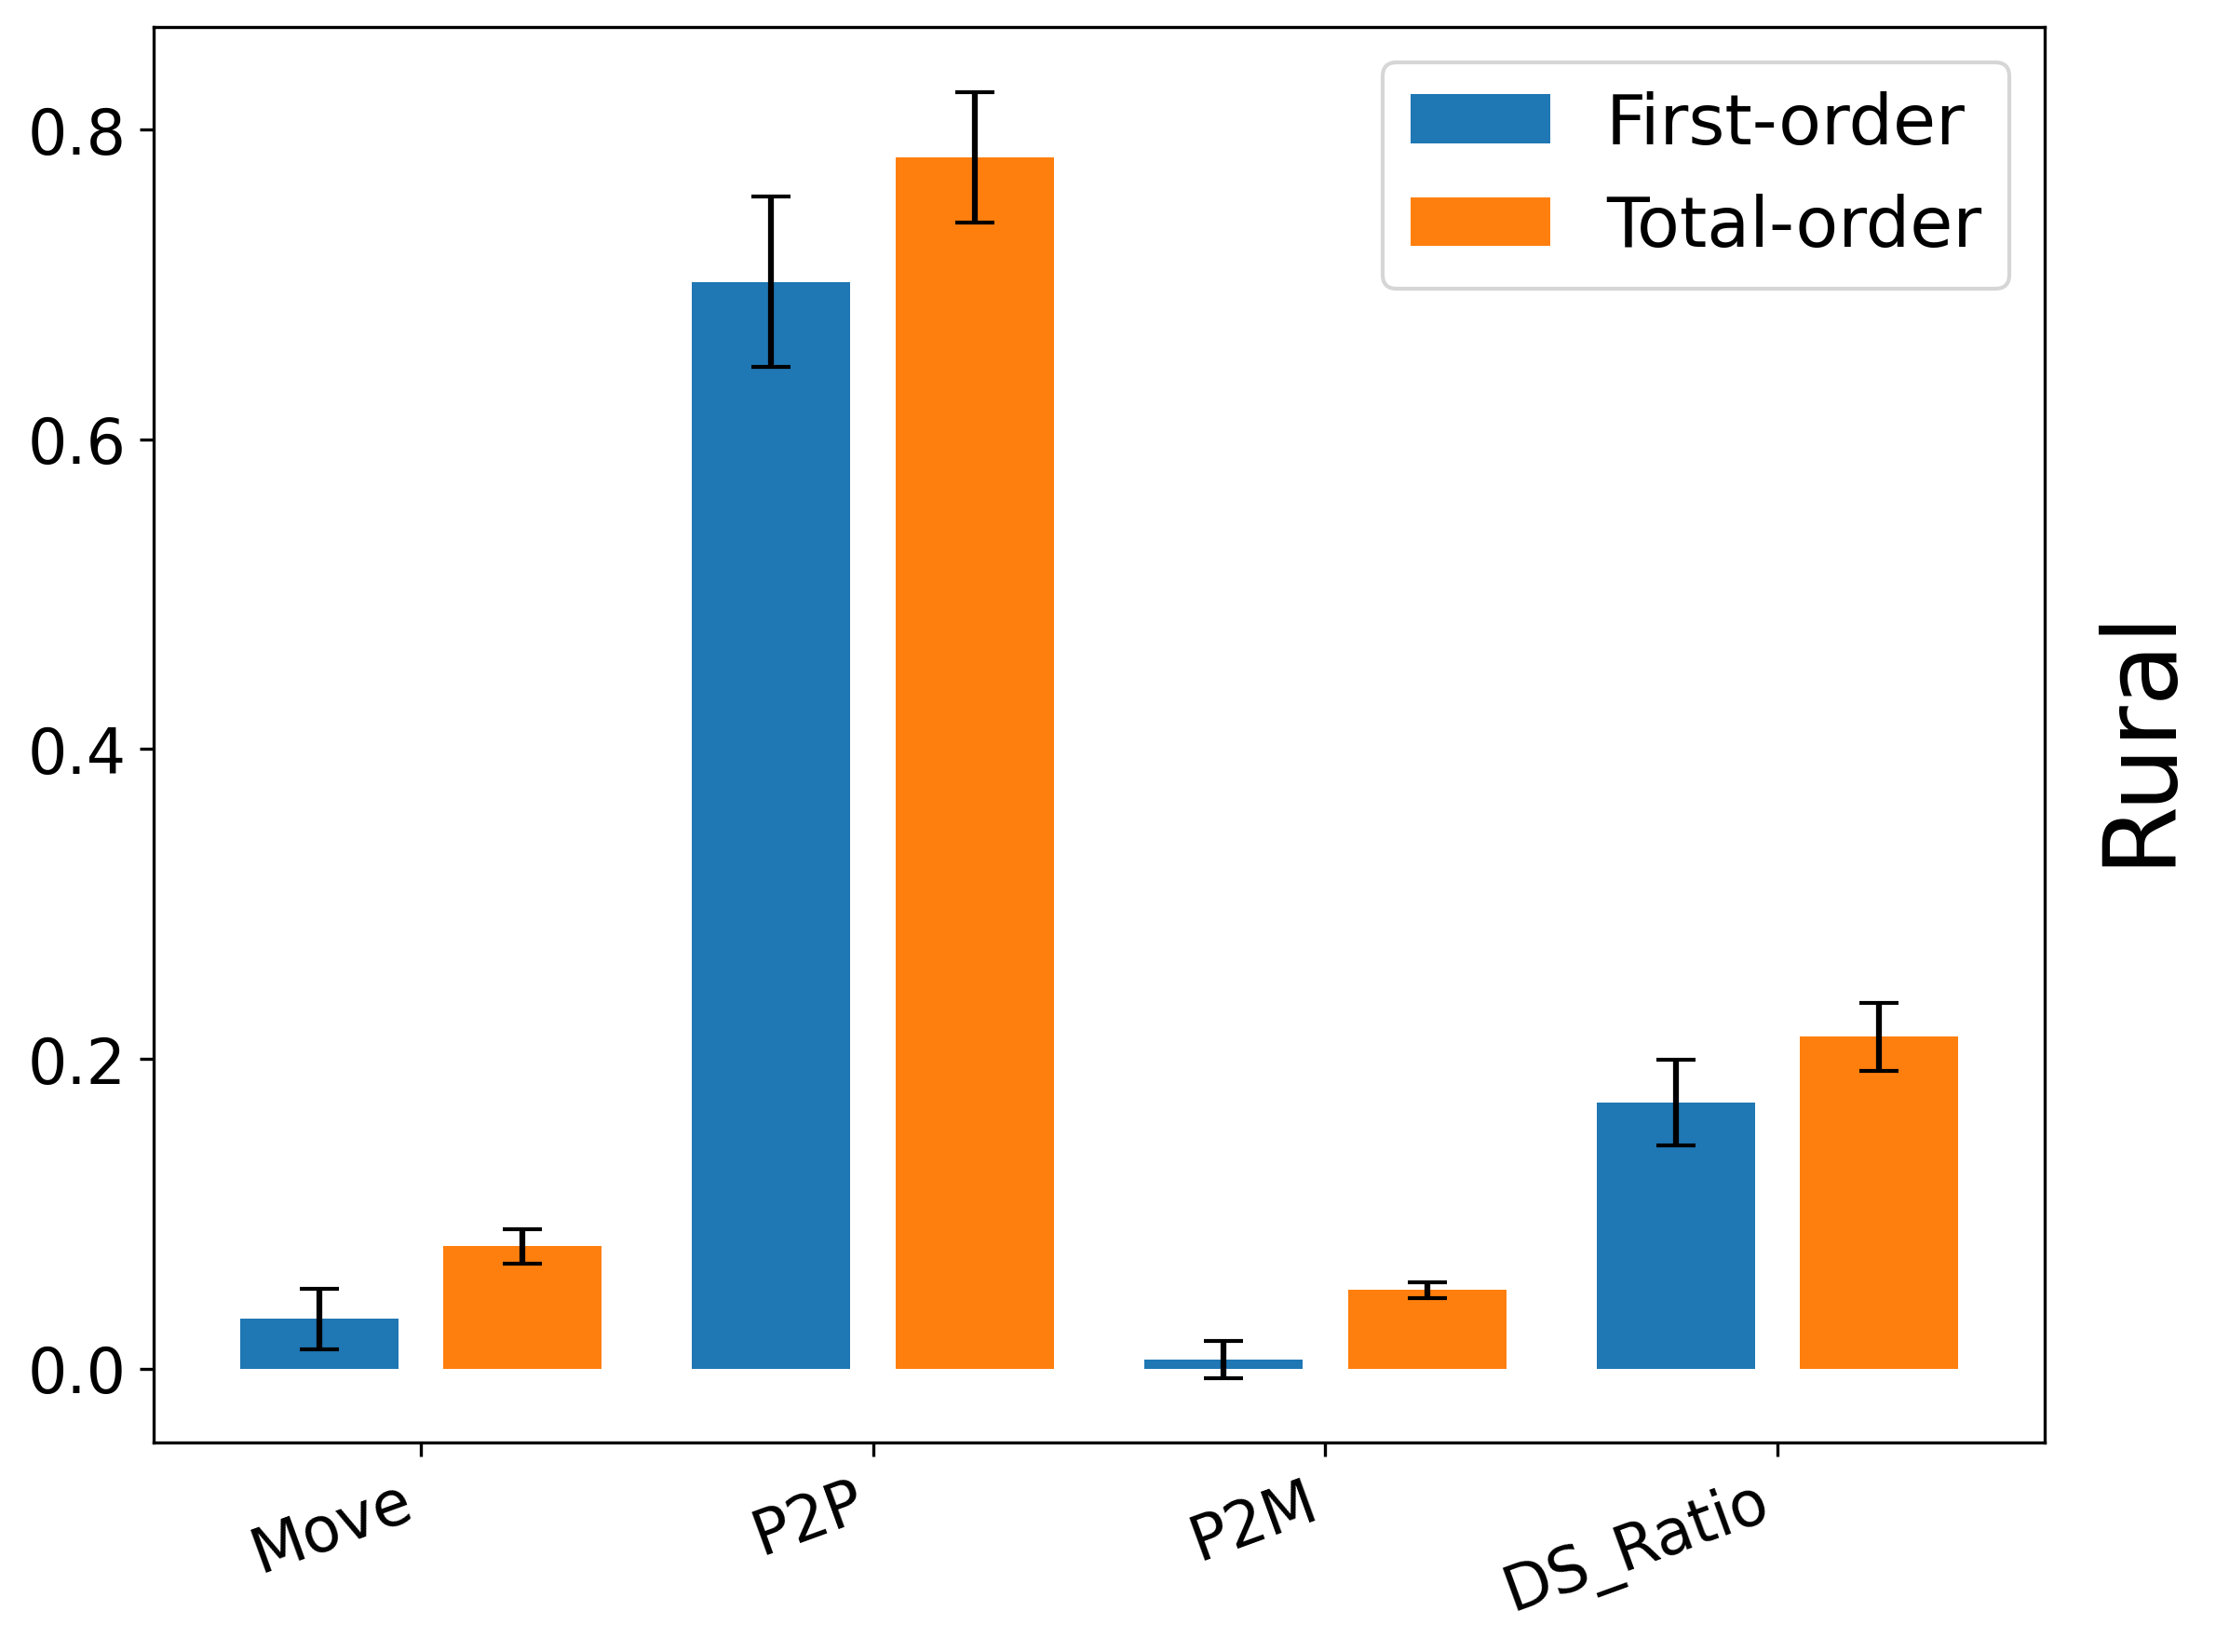 0.8
0.6
0.4
0.2
0.0
First-order
Total-order
Move
P2P
P2M
DS_Ratio
Rural